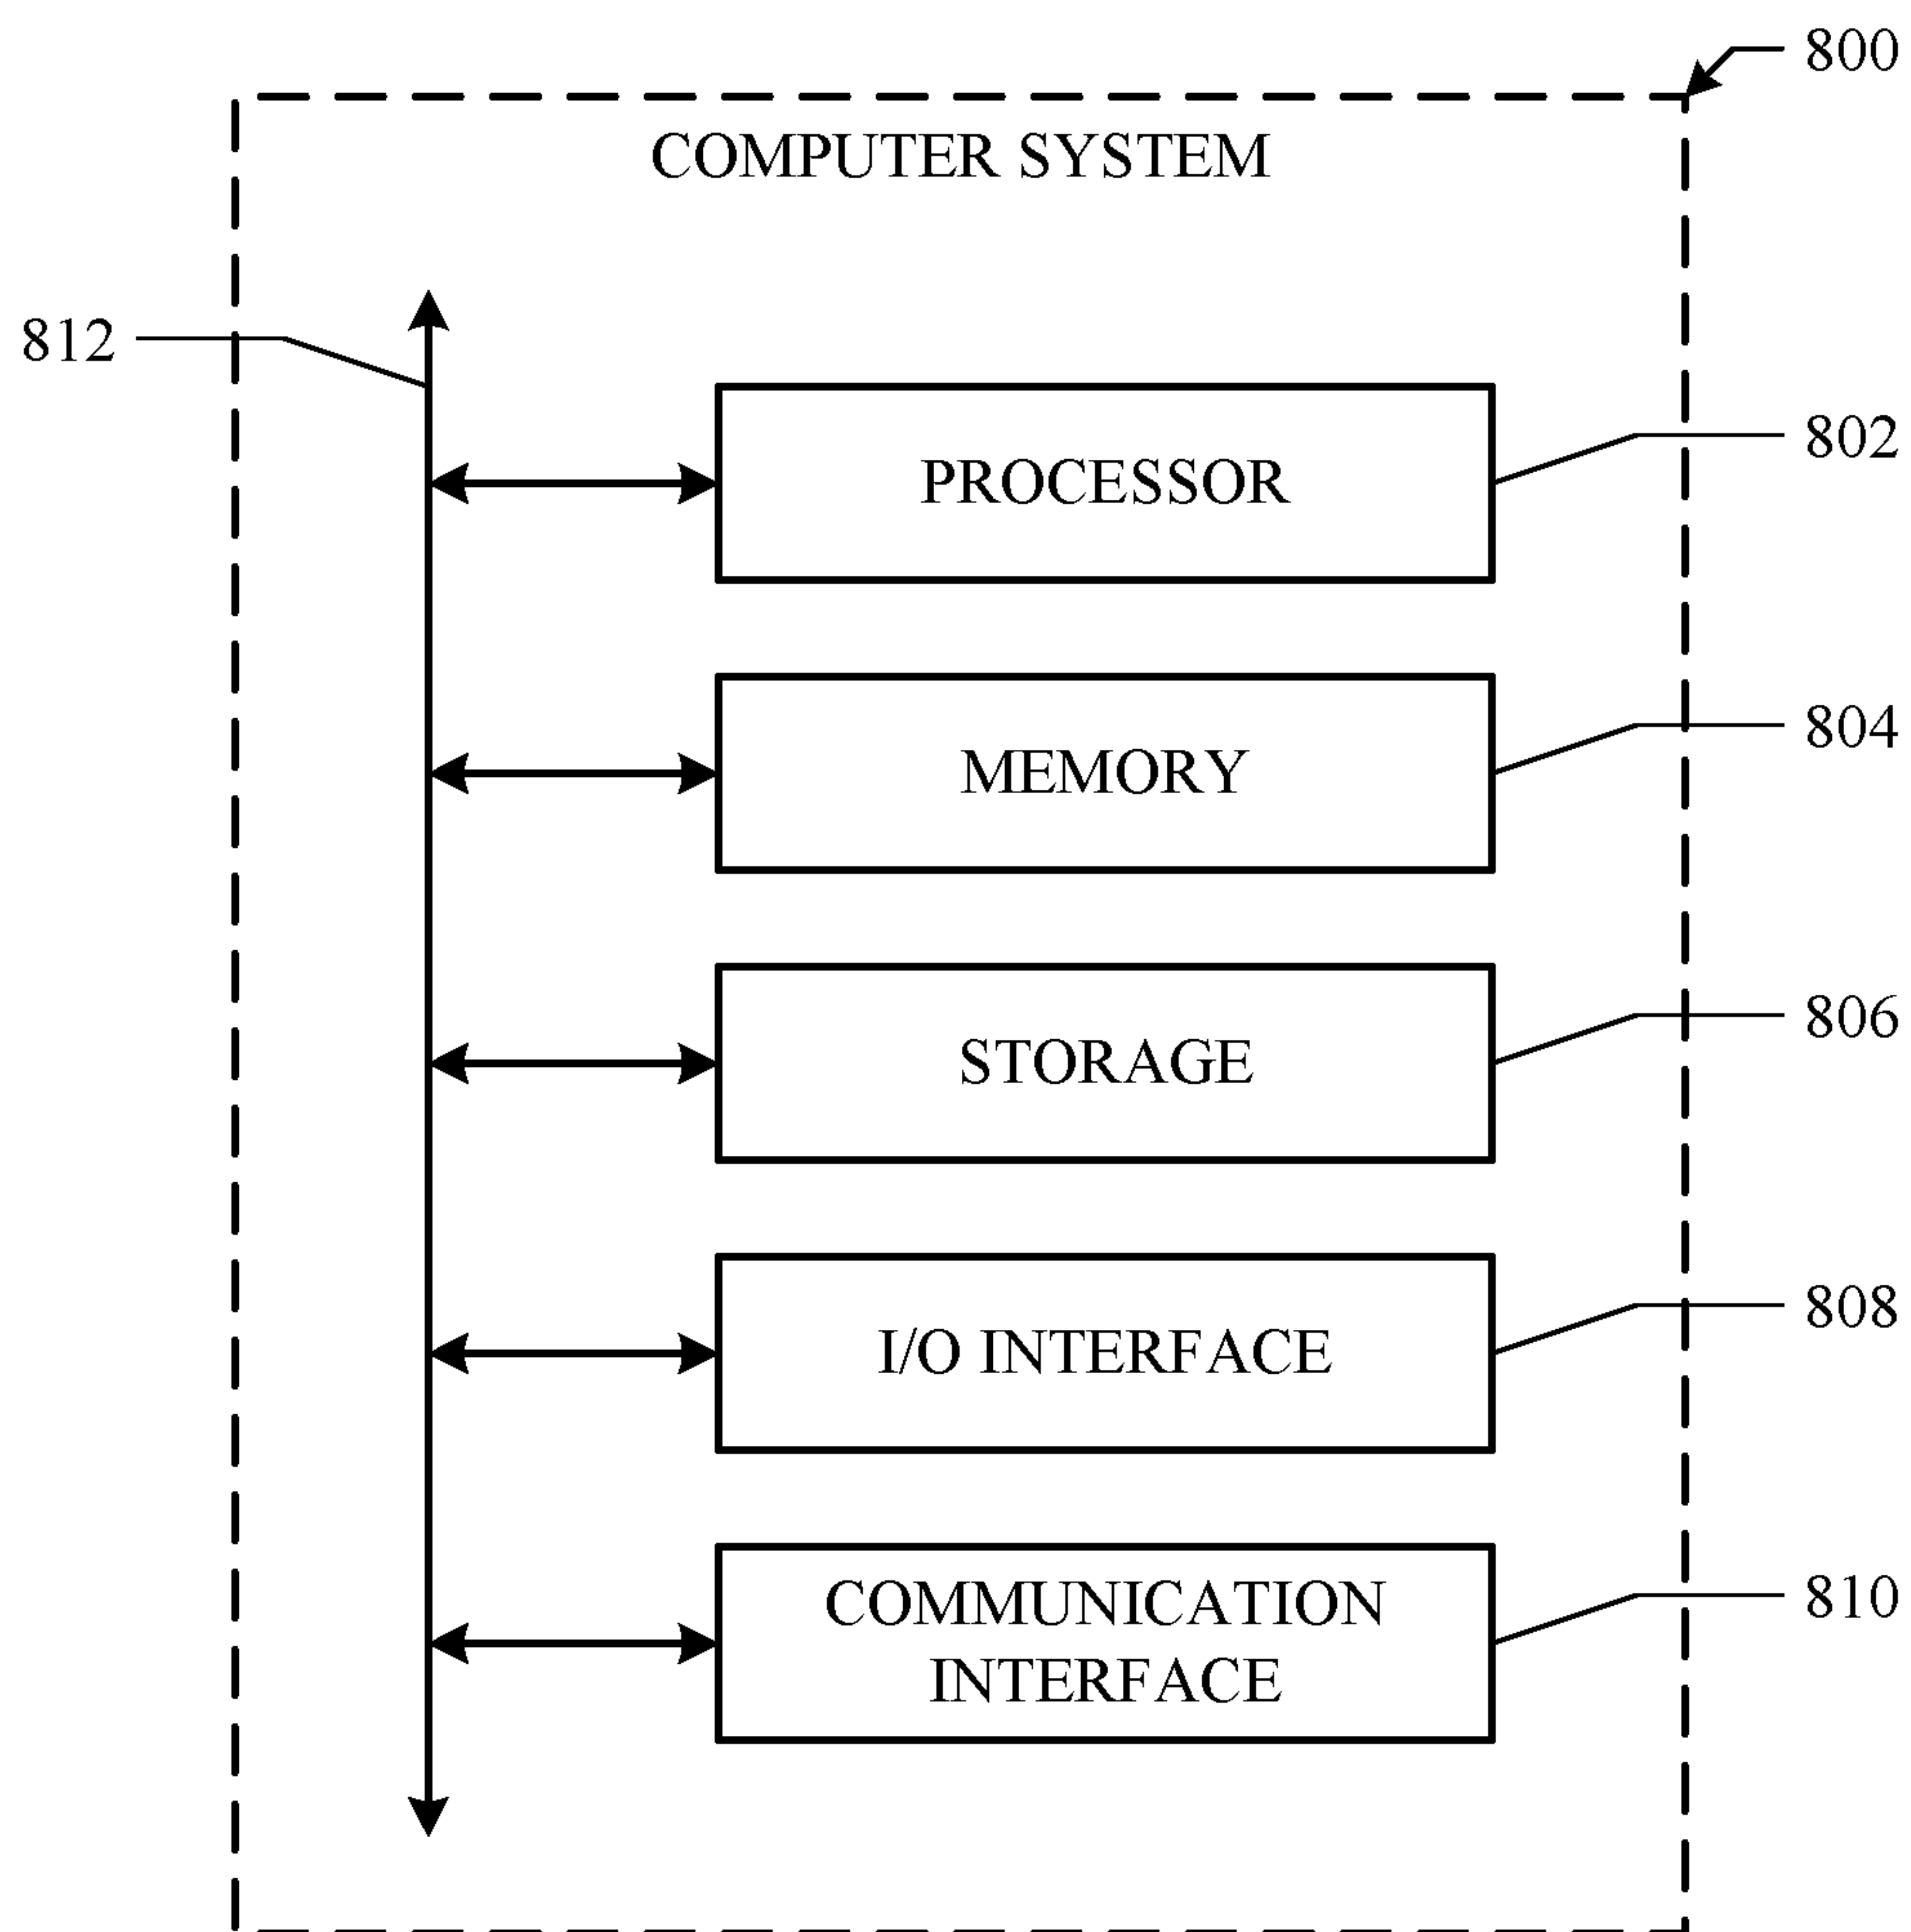 800
COMPUTER SYSTEM
812
PROCESSOR
802
MEMORY
804
STORAGE
806
I/O INTERFACE
808
COMMUNICATION
INTERFACE
810